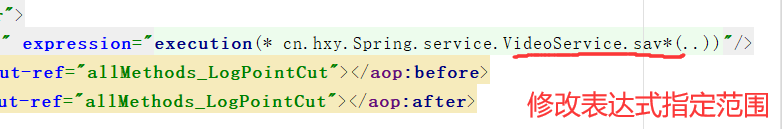 ">
" expression="execution(* cn.hxy.Spring.service.VideoService.sav*(..))"/>
ut-ref="allMethods_LogPointCut"></aop:before>
ut-ref="allMethods_LogPointCut"></aop:after>
修改表达式指定范围